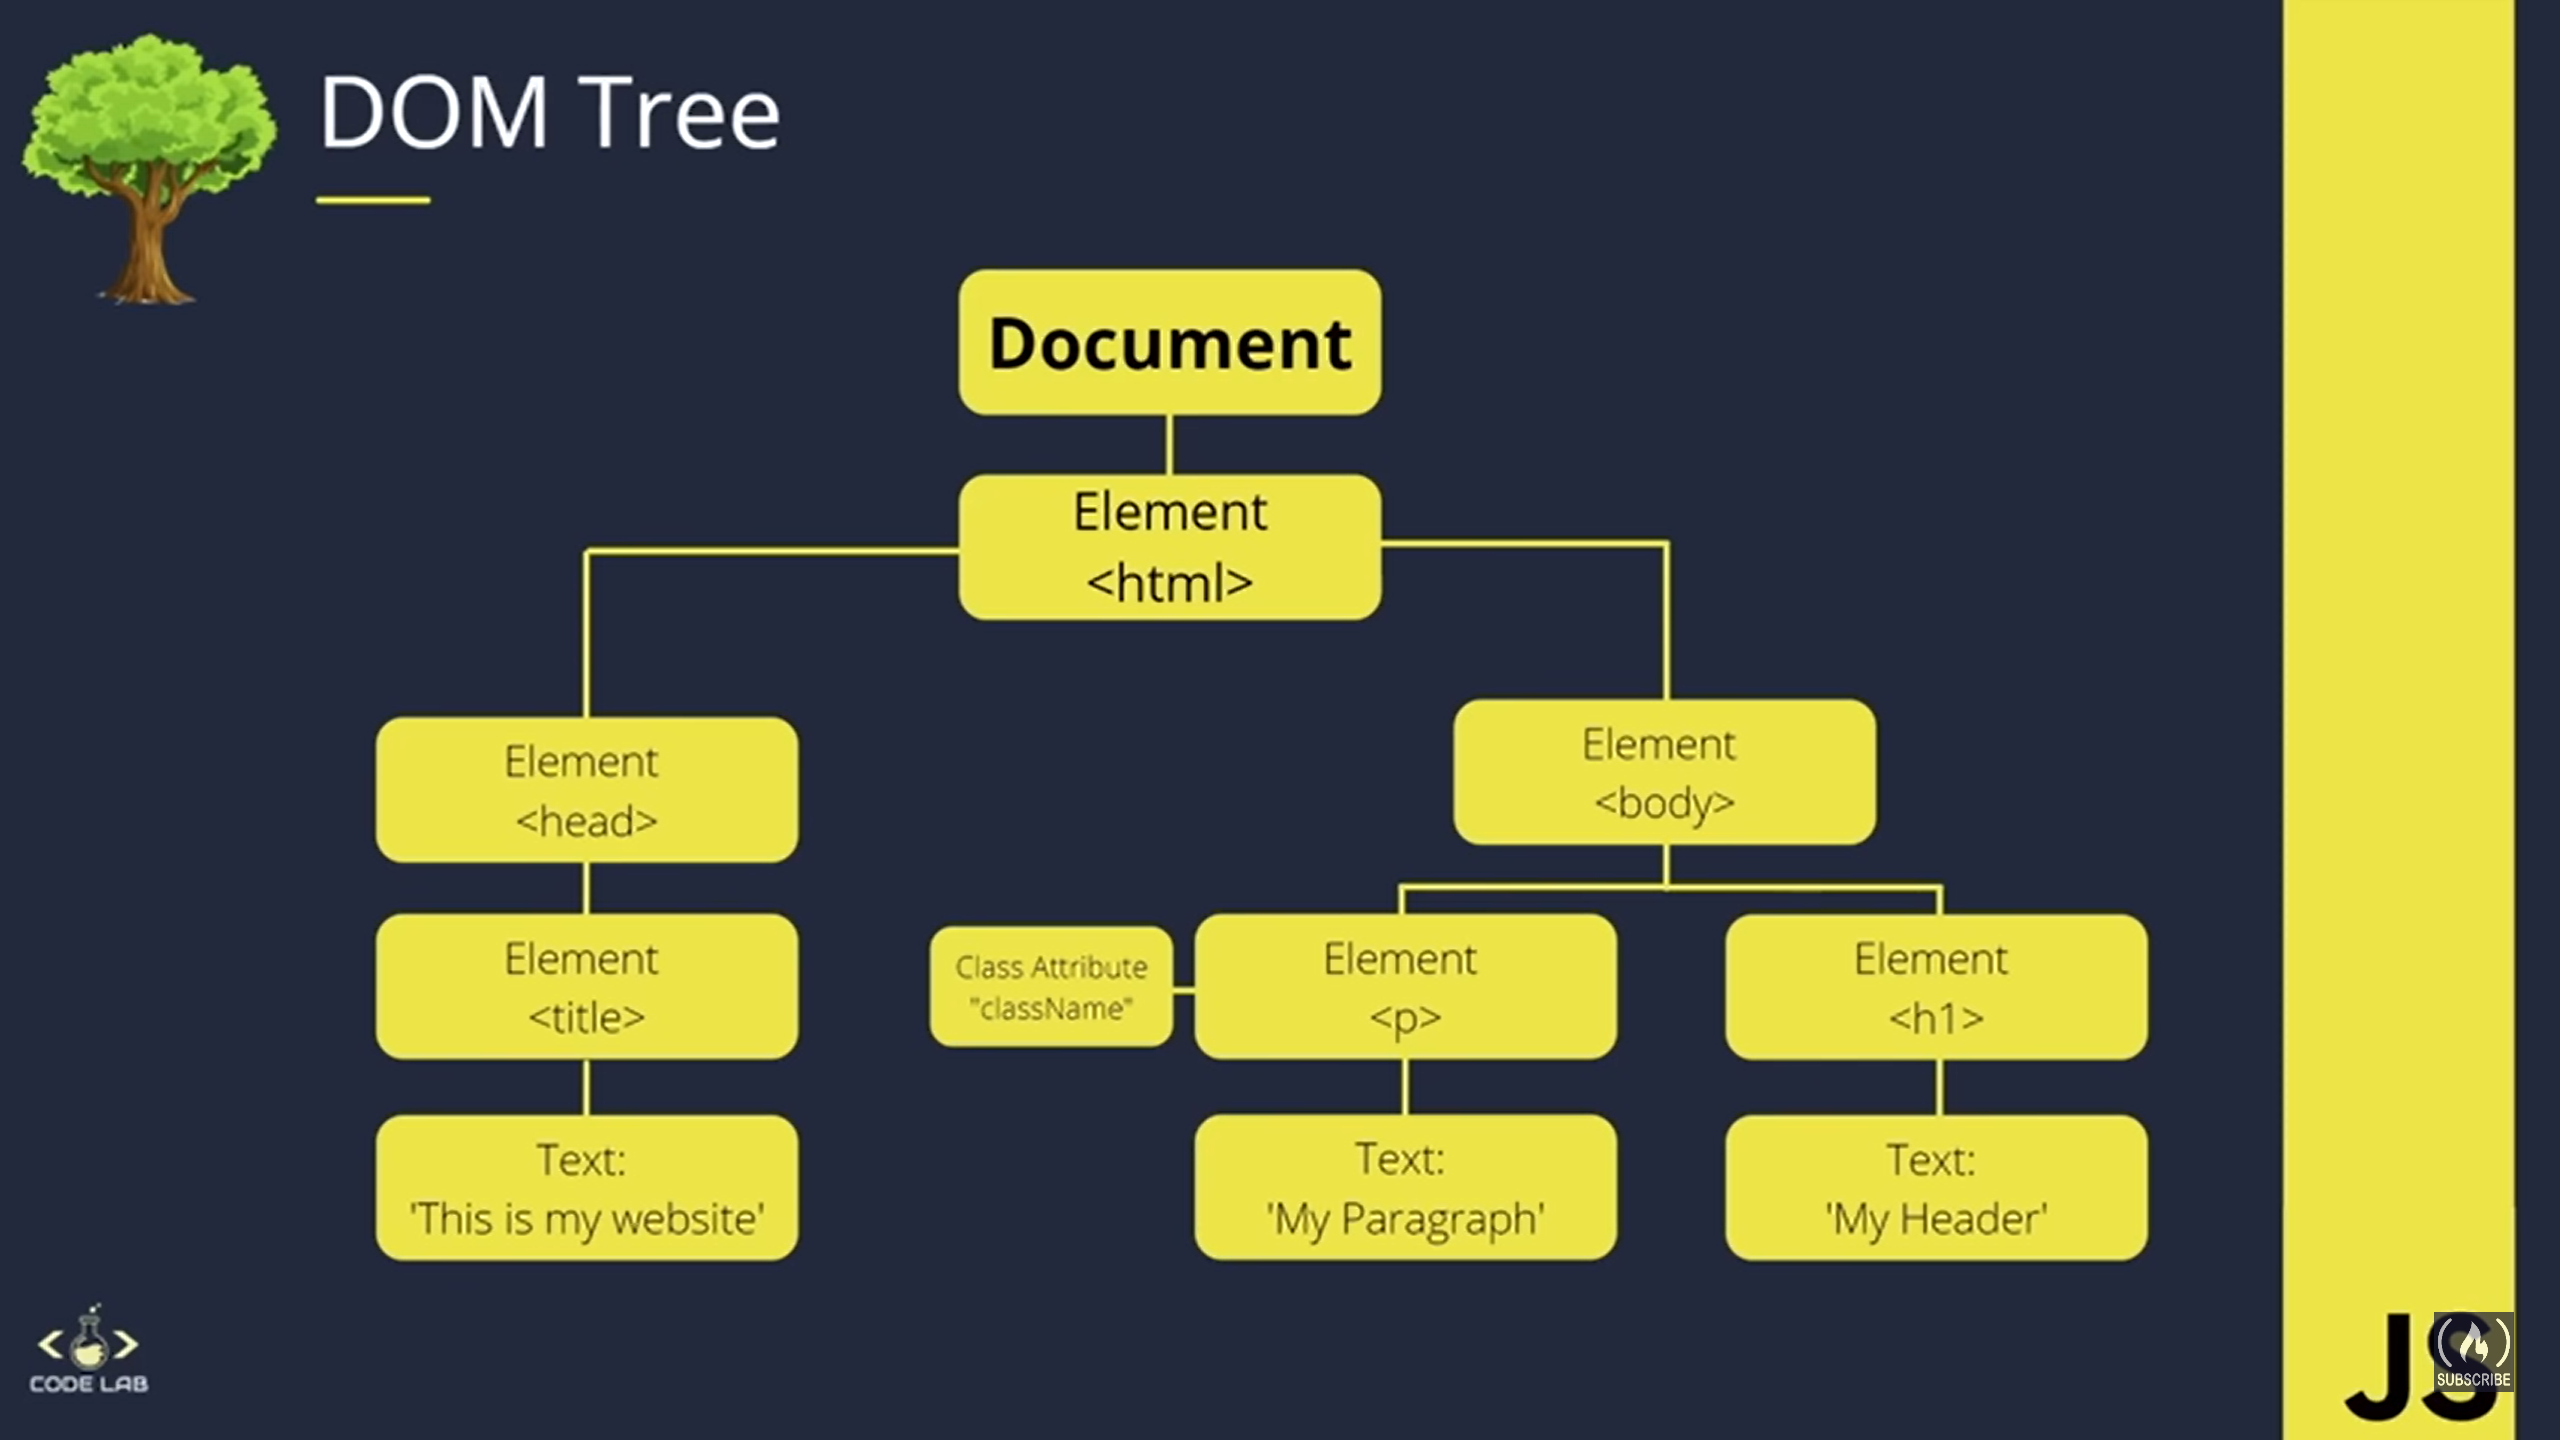 DOM Tree
Document
Element
<html>
Element
<head>
Element
<body>
Element
<title>
Class Attribute
"className"
Element
<p>
Element
<h1>
Text:
'This is my website'
Text:
'My Paragraph'
Text:
'My Header'
CODE LAB
JS
SUBSCRIBE